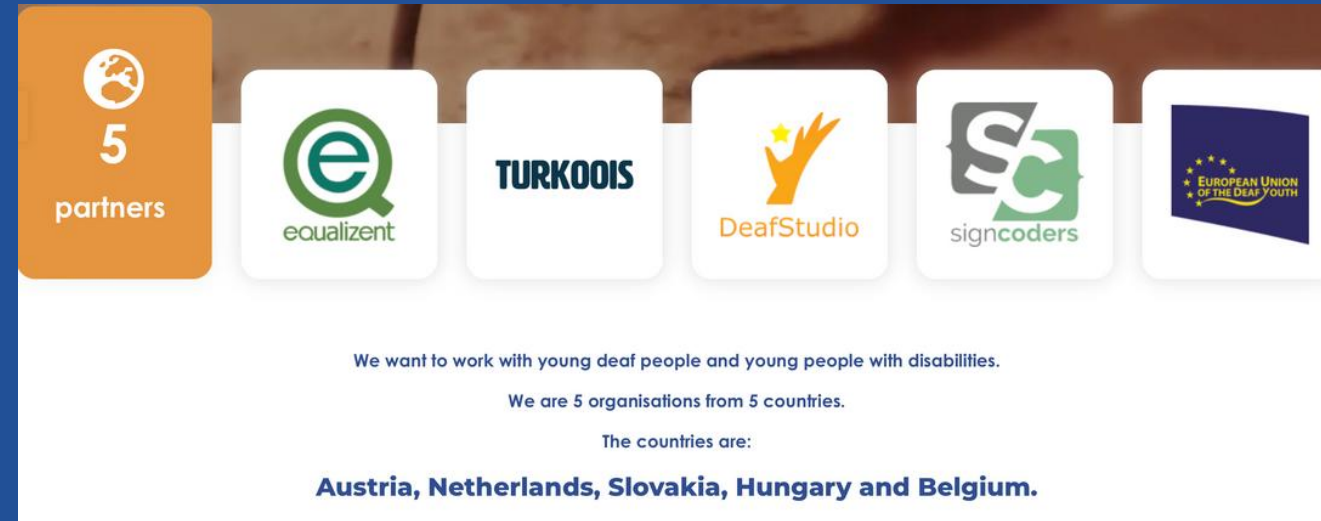 5
partners
equalizent
TURKOOIS
DeafStudio
SC
signcoders
EUROPEAN UNION
OF THE DEAF YOUTH
We want to work with young deaf people and young people with disabilities.
We are 5 organisations from 5 countries.
The countries are:
Austria, Netherlands, Slovakia, Hungary and Belgium.